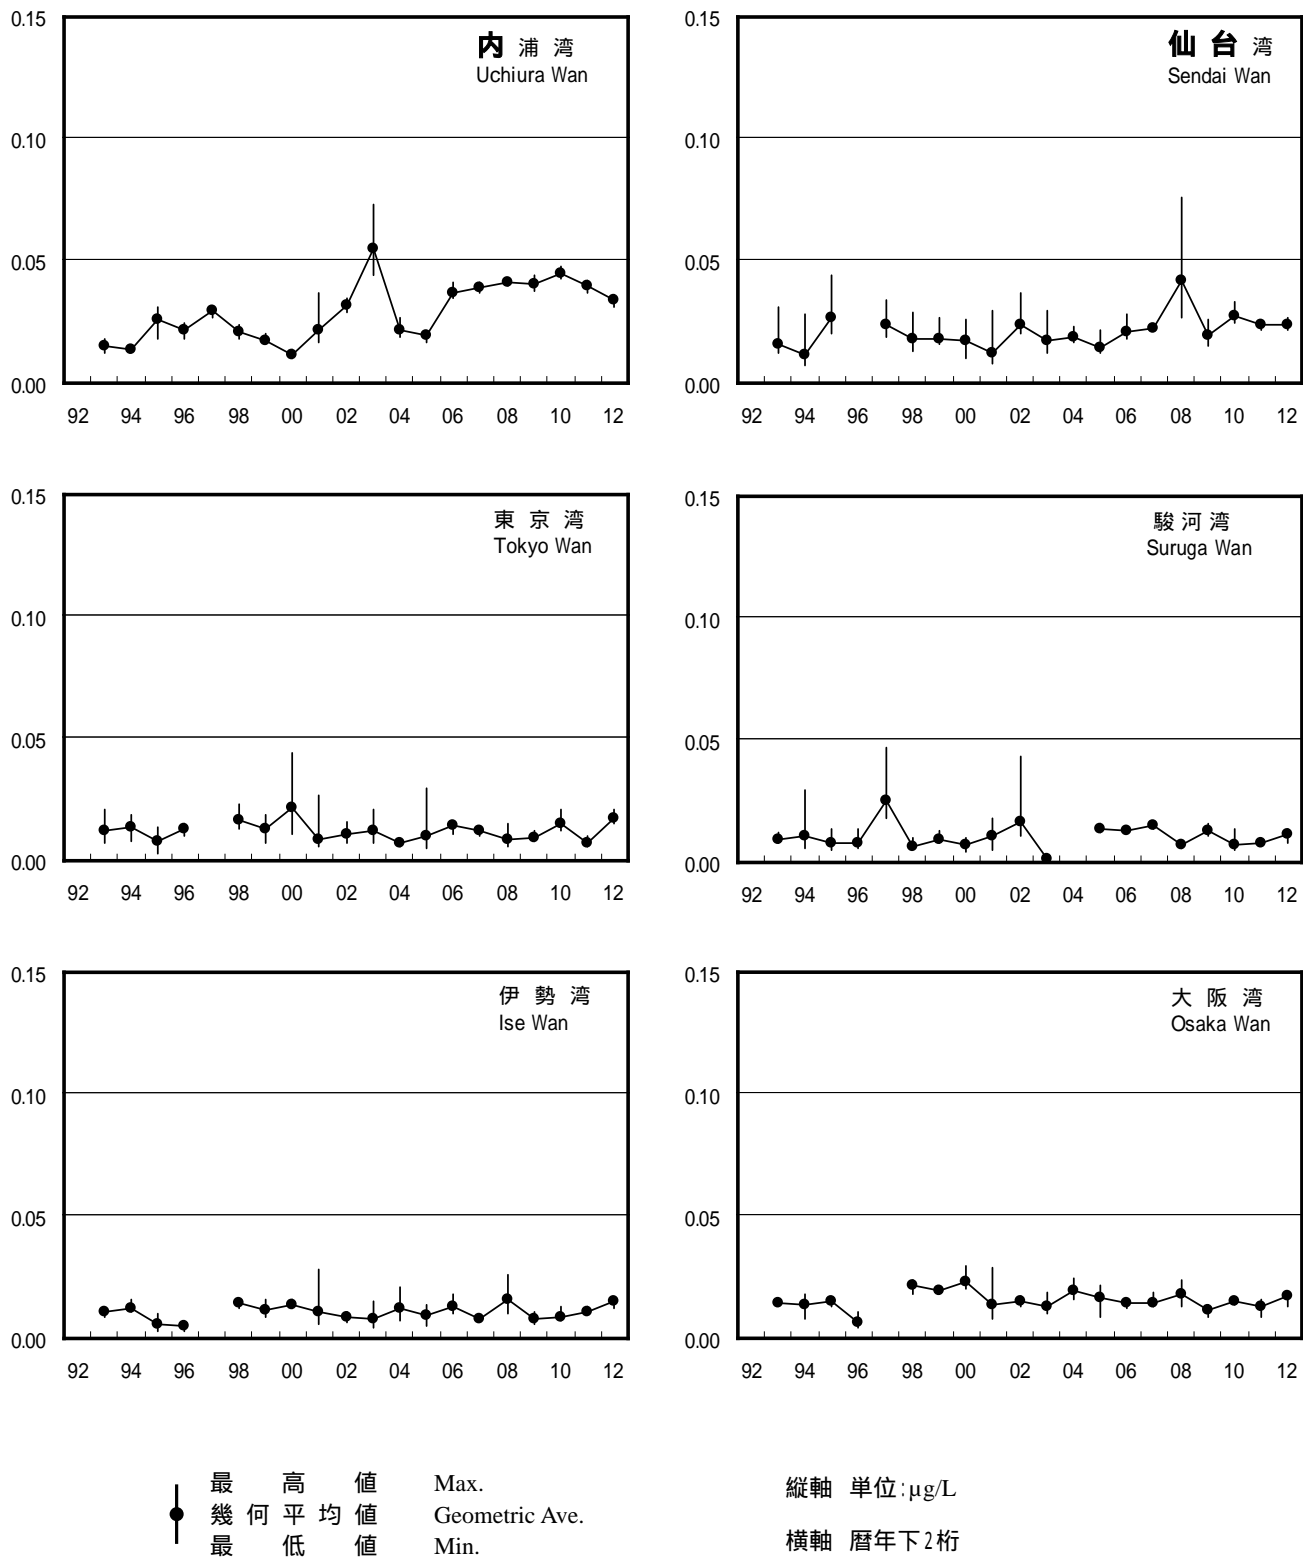 0.15
0.10
0.05
0.00
内 浦 湾
Uchiura Wan
92 94 96 98 00 02 04 06 08 10 12
0.15
0.10
0.05
0.00
仙 台 湾
Sendai Wan
92 94 96 98 00 02 04 06 08 10 12
0.15
0.10
0.05
0.00
東 京 湾
Tokyo Wan
92 94 96 98 00 02 04 06 08 10 12
0.15
0.10
0.05
0.00
駿 河 湾
Suruga Wan
92 94 96 98 00 02 04 06 08 10 12
0.15
0.10
0.05
0.00
伊 勢 湾
Ise Wan
92 94 96 98 00 02 04 06 08 10 12
0.15
0.10
0.05
0.00
大 阪 湾
Osaka Wan
92 94 96 98 00 02 04 06 08 10 12
最 高 値 Max.
幾 何 平 均 値 Geometric Ave.
最 低 値 Min.
縦軸 単位:µg/L
横軸 暦年下2桁